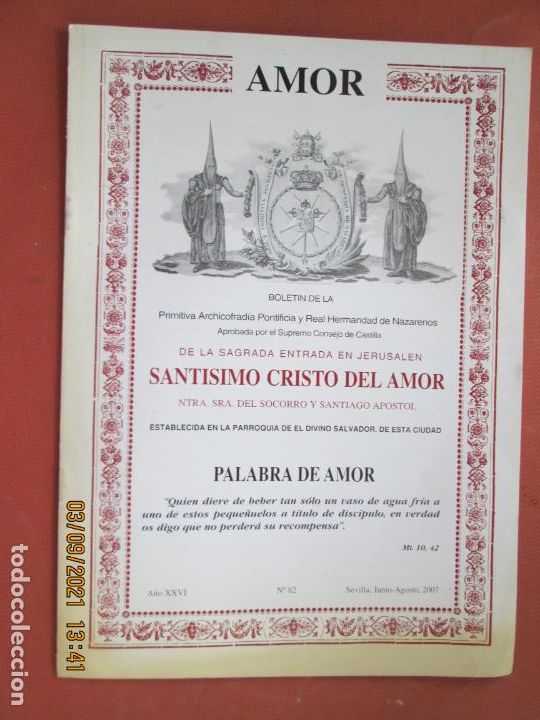 AMOR
BOLETIN DE LA
Primitiva Archicofradía Pontificia y Real Hermandad de Nazarenos
Aprobada por el Supremo Consejo de Castilla
DE LA SAGRADA ENTRADA EN JERUSALEN
SANTISIMO CRISTO DEL AMOR
NTRA. SRA. DEL SOCORRO Y SANTIAGO APOSTOL
ESTABLECIDA EN LA PARROQUIA DE EL DIVINO SALVADOR, DE ESTA CIUDAD
PALABRA DE AMOR
"Quien diere de beber tan sólo un vaso de agua fría a
uno de estos pequeñuelos a título de discípulo, en verdad
os digo que no perderá su recompensa".
Mt. 10, 42
Año XXVI Nº 82 Sevilla, Junio-Agosto, 2007
03/09/2021 13:41
todocoleccion.net